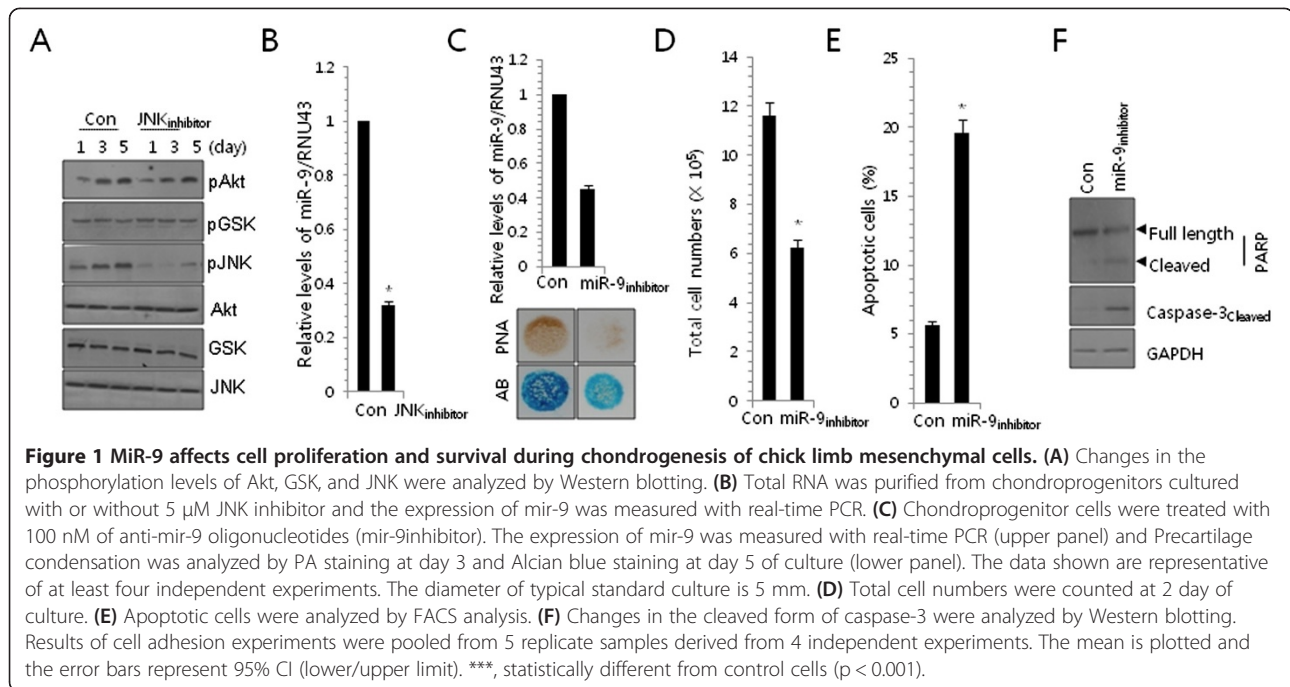 A
Con JNKinhibitor
1 3 5 1 3 5 (day)
pAkt
pGSK
pJNK
Akt
GSK
JNK
B
Relative levels of miR-9/RNU43
1.2
1
0.8
0.6
0.4
0.2
0
*
Con JNKinhibitor
C
Relative levels of miR-9/RNU43
1.2
1
0.8
0.6
0.4
0.2
0
Con miR-9inhibitor
PNA
AB
D
Total cell numbers (X 10⁵)
14
12
10
8
6
4
2
0
*
Con miR-9inhibitor
E
Apoptotic cells (%)
25
20
15
10
5
0
*
Con miR-9inhibitor
F
Con miR-9inhibitor
Full length
Cleaved
PARP
Caspase-3Cleaved
GAPDH
Figure 1 MiR-9 affects cell proliferation and survival during chondrogenesis of chick limb mesenchymal cells. (A) Changes in the
phosphorylation levels of Akt, GSK, and JNK were analyzed by Western blotting. (B) Total RNA was purified from chondroprogenitors cultured
with or without 5 μM JNK inhibitor and the expression of mir-9 was measured with real-time PCR. (C) Chondroprogenitor cells were treated with
100 nM of anti-mir-9 oligonucleotides (mir-9inhibitor). The expression of mir-9 was measured with real-time PCR (upper panel) and Precartilage
condensation was analyzed by PA staining at day 3 and Alcian blue staining at day 5 of culture (lower panel). The data shown are representative
of at least four independent experiments. The diameter of typical standard culture is 5 mm. (D) Total cell numbers were counted at 2 day of
culture. (E) Apoptotic cells were analyzed by FACS analysis. (F) Changes in the cleaved form of caspase-3 were analyzed by Western blotting.
Results of cell adhesion experiments were pooled from 5 replicate samples derived from 4 independent experiments. The mean is plotted and
the error bars represent 95% CI (lower/upper limit). ***, statistically different from control cells (p < 0.001).